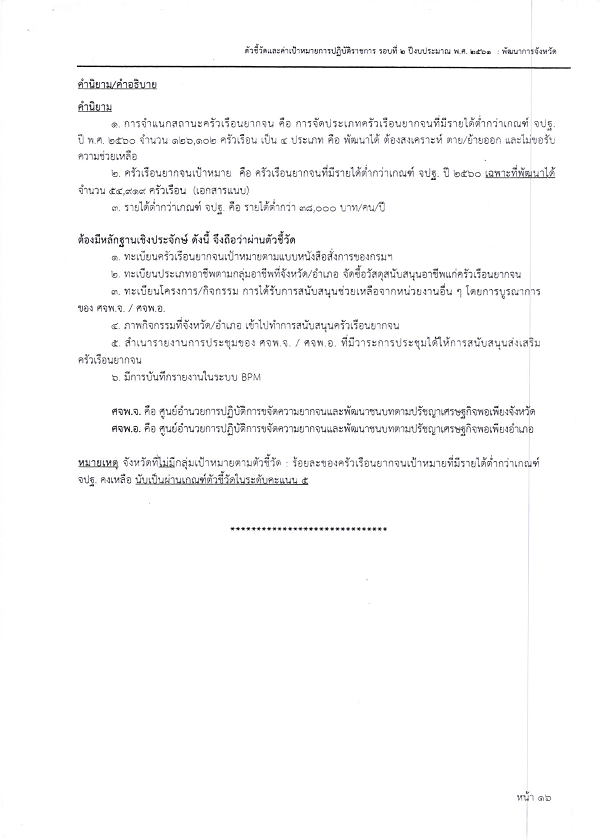 ตัวชี้วัดและค่าเป้าหมายการปฏิบัติราชการ รอบที่ ๒ ปีงบประมาณ พ.ศ. ๒๕๖๑ : พัฒนาการจังหวัด
คำนิยาม/คำอธิบาย
คำนิยาม
๑. การจำแนกสถานะครัวเรือนยากจน คือ การจัดประเภทครัวเรือนยากจนที่มีรายได้ต่ำกว่าเกณฑ์ จปฐ.
ปี พ.ศ. ๒๕๖๐ จำนวน ๑๒๖,๑๐๒ ครัวเรือน เป็น ๔ ประเภท คือ พัฒนาได้ ต้องสงเคราะห์ ตาย/ย้ายออก และไม่ขอรับ
ความช่วยเหลือ
๒. ครัวเรือนยากจนเป้าหมาย คือ ครัวเรือนยากจนที่มีรายได้ต่ำกว่าเกณฑ์ จปฐ. ปี ๒๕๖๐ เฉพาะที่พัฒนาได้
จำนวน ๕๔,๙๑๙ ครัวเรือน (เอกสารแนบ)
๓. รายได้ต่ำกว่าเกณฑ์ จปฐ. คือ รายได้ต่ำกว่า ๓๘,๐๐๐ บาท/คน/ปี
ต้องมีหลักฐานเชิงประจักษ์ ดังนี้ จึงถือว่าผ่านตัวชี้วัด
๑. ทะเบียนครัวเรือนยากจนเป้าหมายตามแบบหนังสือสั่งการของกรมฯ
๒. ทะเบียนประเภทอาชีพตามกลุ่มอาชีพที่จังหวัด/อำเภอ จัดซื้อวัสดุสนับสนุนอาชีพแก่ครัวเรือนยากจน
๓. ทะเบียนโครงการ/กิจกรรม การได้รับการสนับสนุนช่วยเหลือจากหน่วยงานอื่น ๆ โดยการบูรณาการ
ของ ศจพ.จ. / ศจพ.อ.
๔. ภาพกิจกรรมที่จังหวัด/อำเภอ เข้าไปทำการสนับสนุนครัวเรือนยากจน
๕. สำเนารายงานการประชุมของ ศจพ.จ. / ศจพ.อ. ที่มีวาระการประชุมได้ให้การสนับสนุนส่งเสริม
ครัวเรือนยากจน
๖. มีการบันทึกรายงานในระบบ BPM
ศจพ.จ. คือ ศูนย์อำนวยการปฏิบัติการขจัดความยากจนและพัฒนาชนบทตามปรัชญาเศรษฐกิจพอเพียงจังหวัด
ศจพ.อ. คือ ศูนย์อำนวยการปฏิบัติการขจัดความยากจนและพัฒนาชนบทตามปรัชญาเศรษฐกิจพอเพียงอำเภอ
หมายเหตุ จังหวัดที่ไม่มีกลุ่มเป้าหมายตามตัวชี้วัด : ร้อยละของครัวเรือนยากจนเป้าหมายที่มีรายได้ต่ำกว่าเกณฑ์
จปฐ. คงเหลือ นับเป็นผ่านเกณฑ์ตัวชี้วัดในระดับคะแนน ๕
******************************
หน้า ๑๖